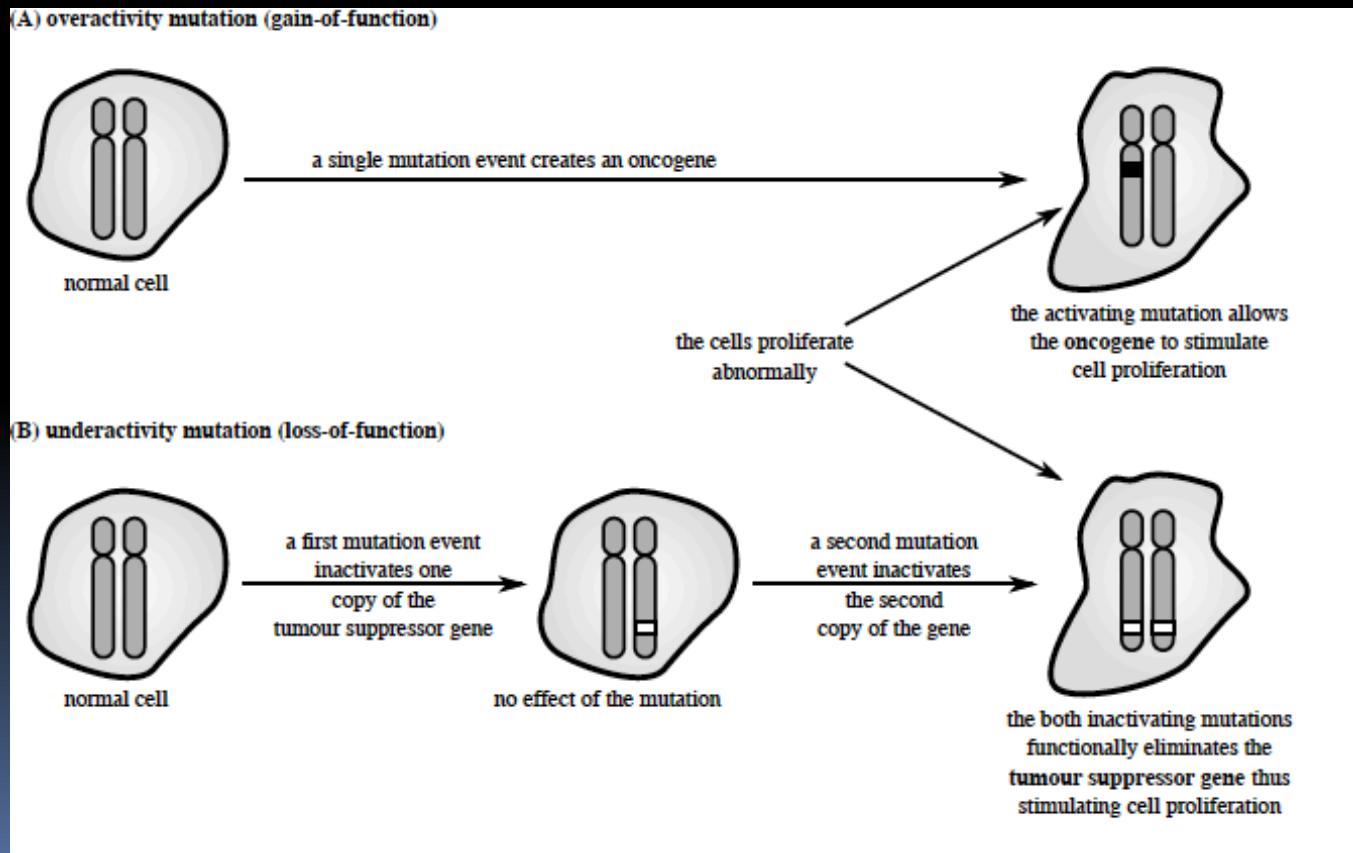 (A) overactivity mutation (gain-of-function)
a single mutation event creates an oncogene
normal cell
the activating mutation allows
the oncogene to stimulate
cell proliferation
the cells proliferate
abnormally
(B) underactivity mutation (loss-of-function)
a first mutation event
inactivates one
copy of the
tumour suppressor gene
a second mutation
event inactivates
the second
copy of the gene
normal cell
no effect of the mutation
the both inactivating mutations
functionally eliminates the
tumour suppressor gene thus
stimulating cell proliferation